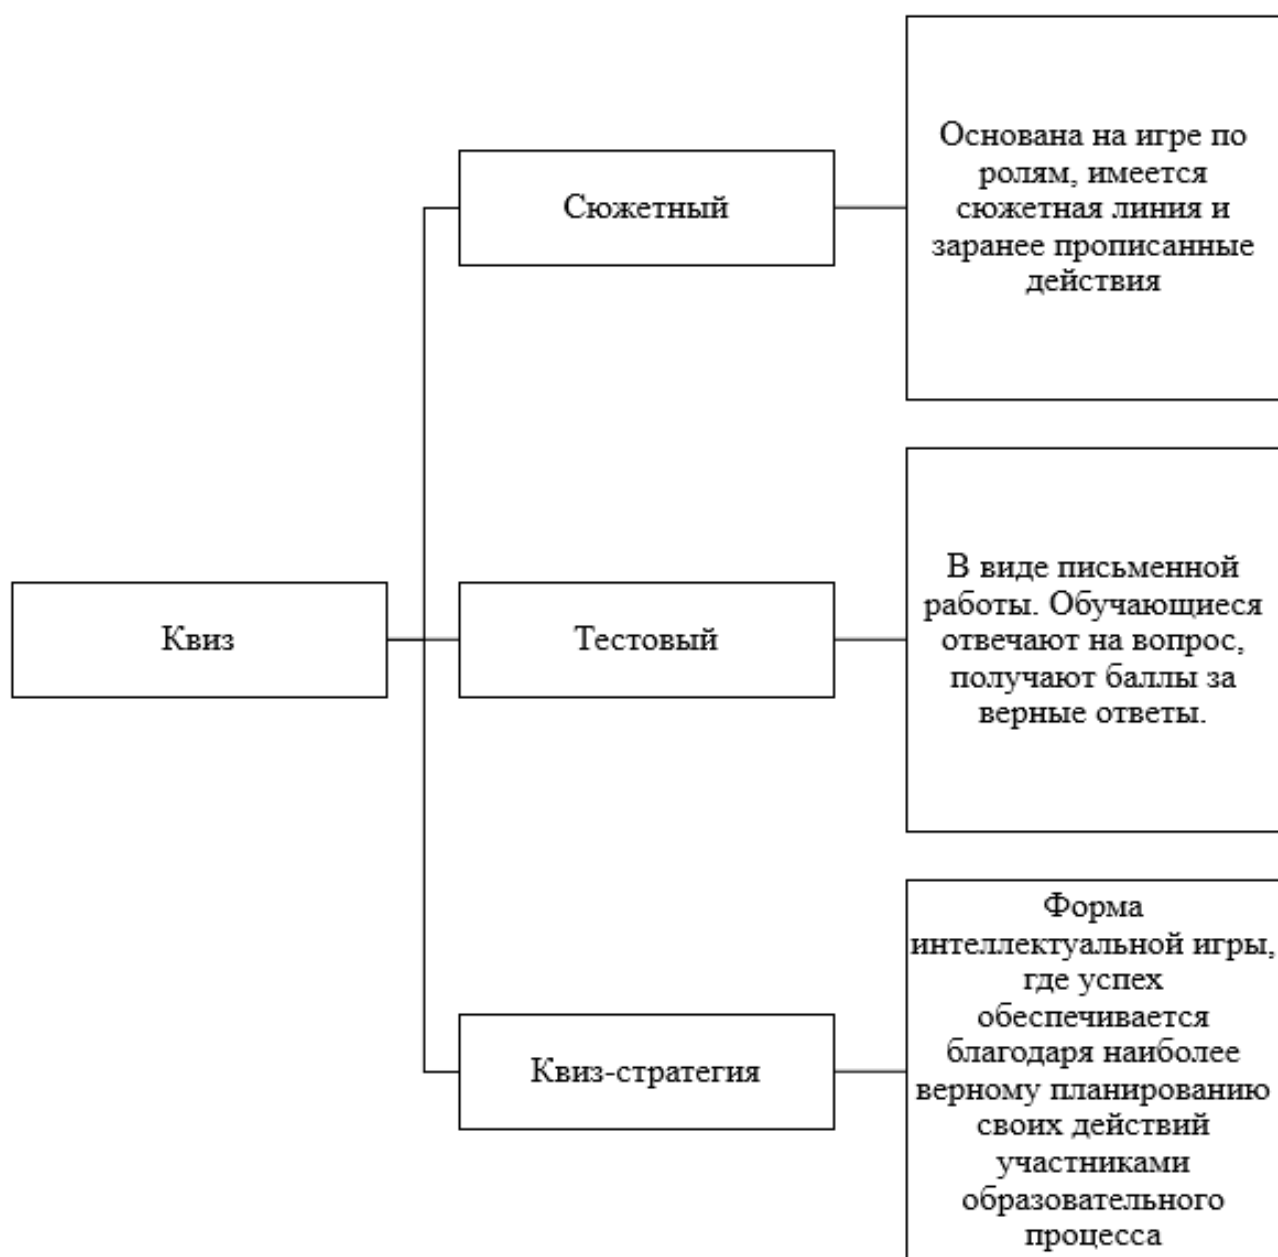 Квиз
Сюжетный
Основана на игре по
ролям, имеется
сюжетная линия и
заранее прописанные
действия
Тестовый
В виде письменной
работы. Обучающиеся
отвечают на вопрос,
получают баллы за
верные ответы.
Квиз-стратегия
Форма
интеллектуальной игры,
где успех
обеспечивается
благодаря наиболее
верному планированию
своих действий
участниками
образовательного
процесса